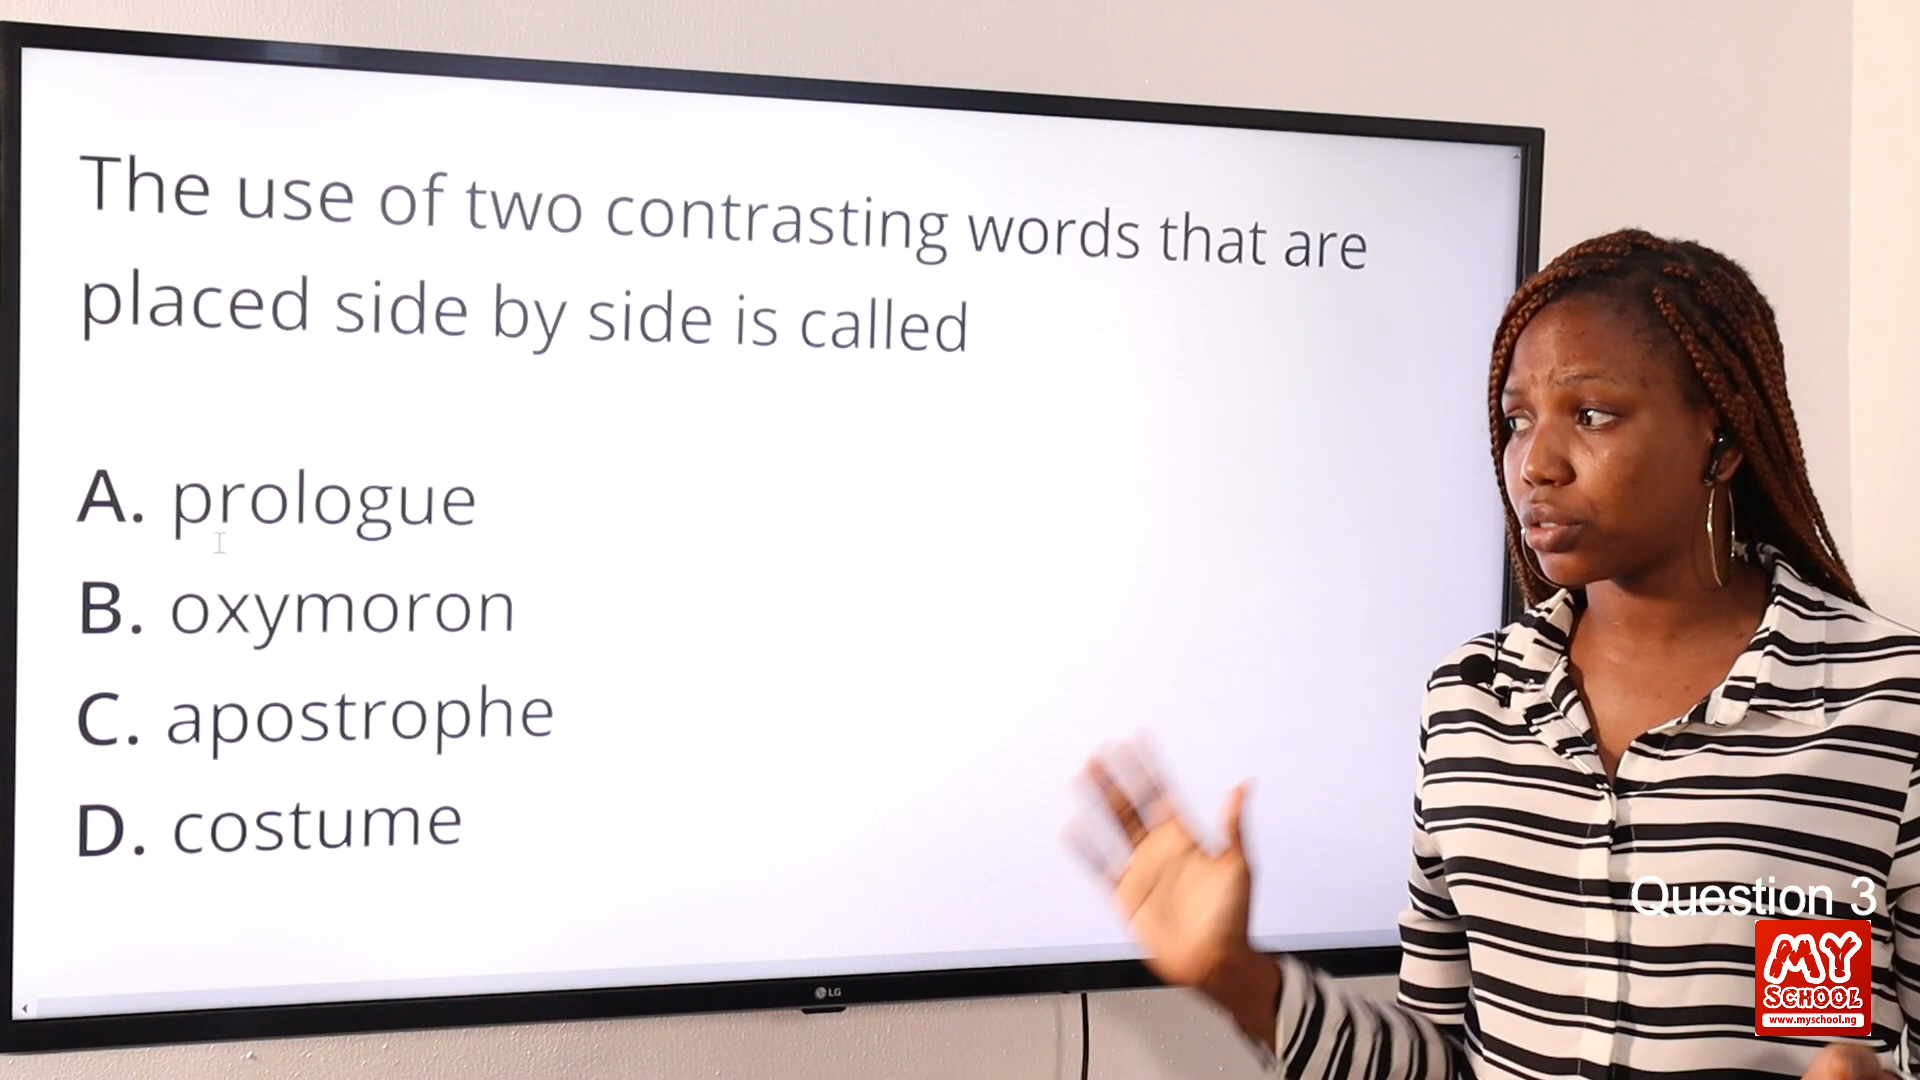 The use of two contrasting words that are
placed side by side is called
A. prologue
B. oxymoron
C. apostrophe
D. costume
LG
Question 3
MY
SCHOOL
www.myschool.ng